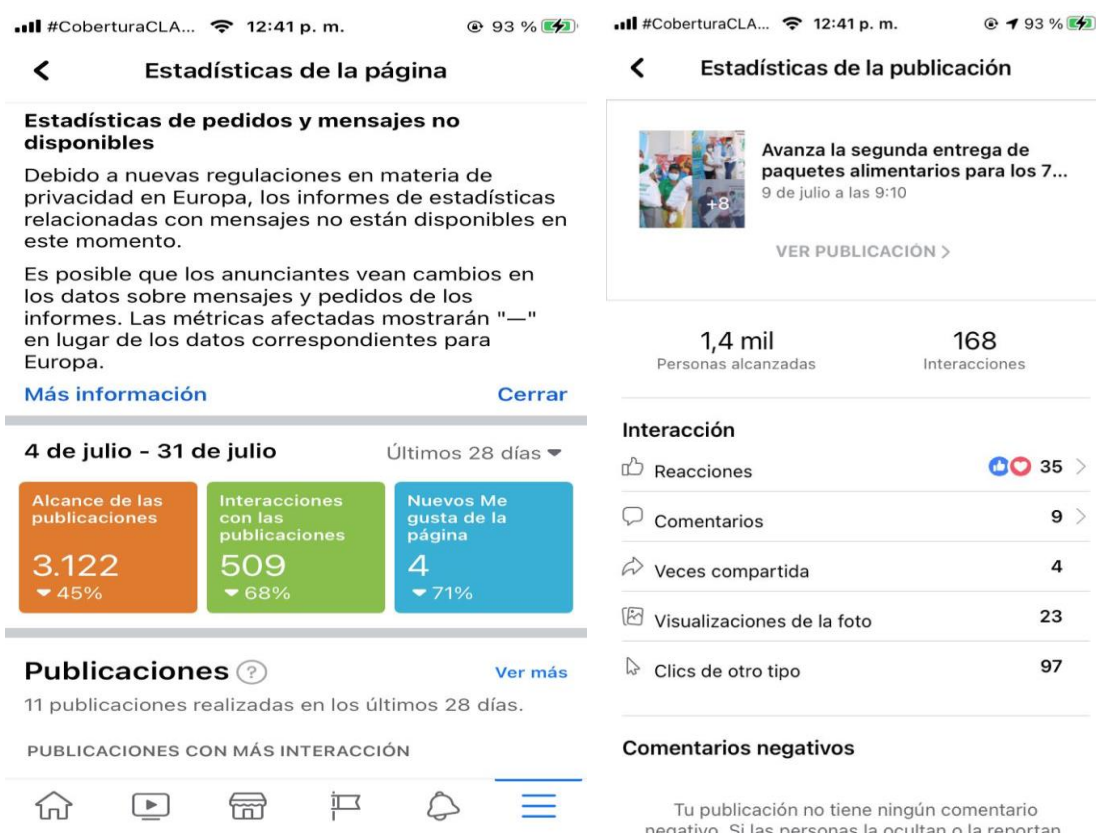 #CoberturaCLA... 12:41 p. m. 93 %
Estadísticas de la página
Estadísticas de pedidos y mensajes no
disponibles
Debido a nuevas regulaciones en materia de
privacidad en Europa, los informes de estadísticas
relacionadas con mensajes no están disponibles en
este momento.
Es posible que los anunciantes vean cambios en
los datos sobre mensajes y pedidos de los
informes. Las métricas afectadas mostrarán "—"
en lugar de los datos correspondientes para
Europa.
Más información Cerrar
4 de julio - 31 de julio Últimos 28 días
Alcance de las
publicaciones
3.122
45%
Interacciones
con las
publicaciones
509
68%
Nuevos Me
gusta de la
página
4
71%
Publicaciones ? Ver más
11 publicaciones realizadas en los últimos 28 días.
PUBLICACIONES CON MÁS INTERACCIÓN
#CoberturaCLA... 12:41 p. m. 93 %
Estadísticas de la publicación
+8
Avanza la segunda entrega de
paquetes alimentarios para los 7...
9 de julio a las 9:10
VER PUBLICACIÓN
1,4 mil 168
Personas alcanzadas Interacciones
Interacción
Reacciones 35
Comentarios 9
Veces compartida 4
Visualizaciones de la foto 23
Clics de otro tipo 97
Comentarios negativos
Tu publicación no tiene ningún comentario
negativo. Si las personas la ocultan o la reportan